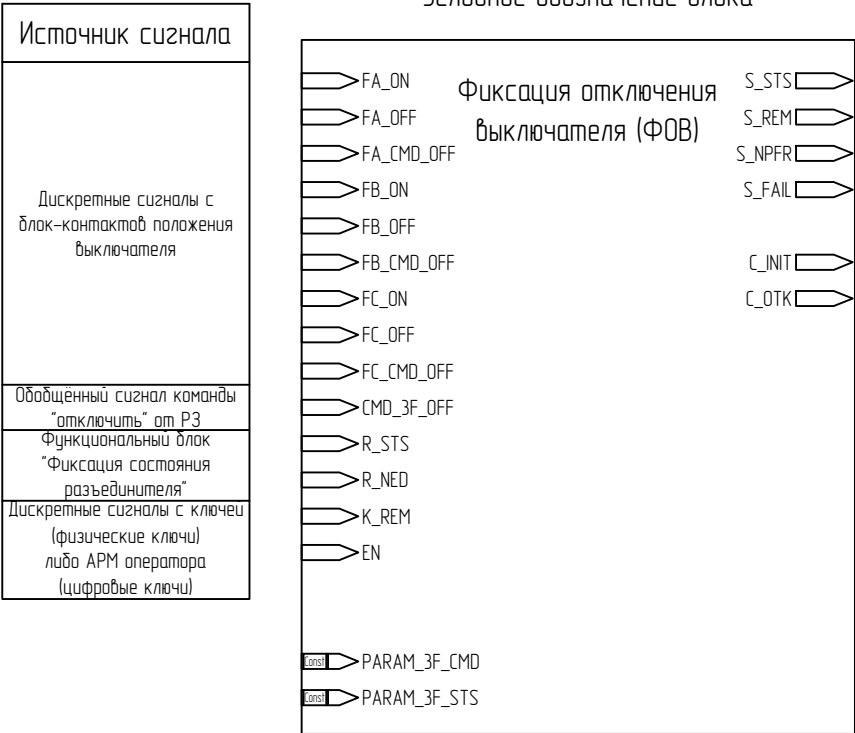 Источник сигнала
Дискретные сигналы с
блок-контактов положения
выключателя
Обобщённый сигнал команды
"отключить" от РЗ
Функциональный блок
"Фиксация состояния
разъединителя"
Дискретные сигналы с ключей
(физические ключи)
либо АРМ оператора
(цифровые ключи)
Условное обозначение блока
Фиксация отключения
выключателя (ФОВ)
FA_ON
FA_OFF
FA_CMD_OFF
FB_ON
FB_OFF
FB_CMD_OFF
FC_ON
FC_OFF
FC_CMD_OFF
CMD_3F_OFF
R_STS
R_NED
K_REM
EN
Const PARAM_3F_CMD
Const PARAM_3F_STS
S_STS
S_REM
S_NPFR
S_FAIL
C_INIT
C_OTK